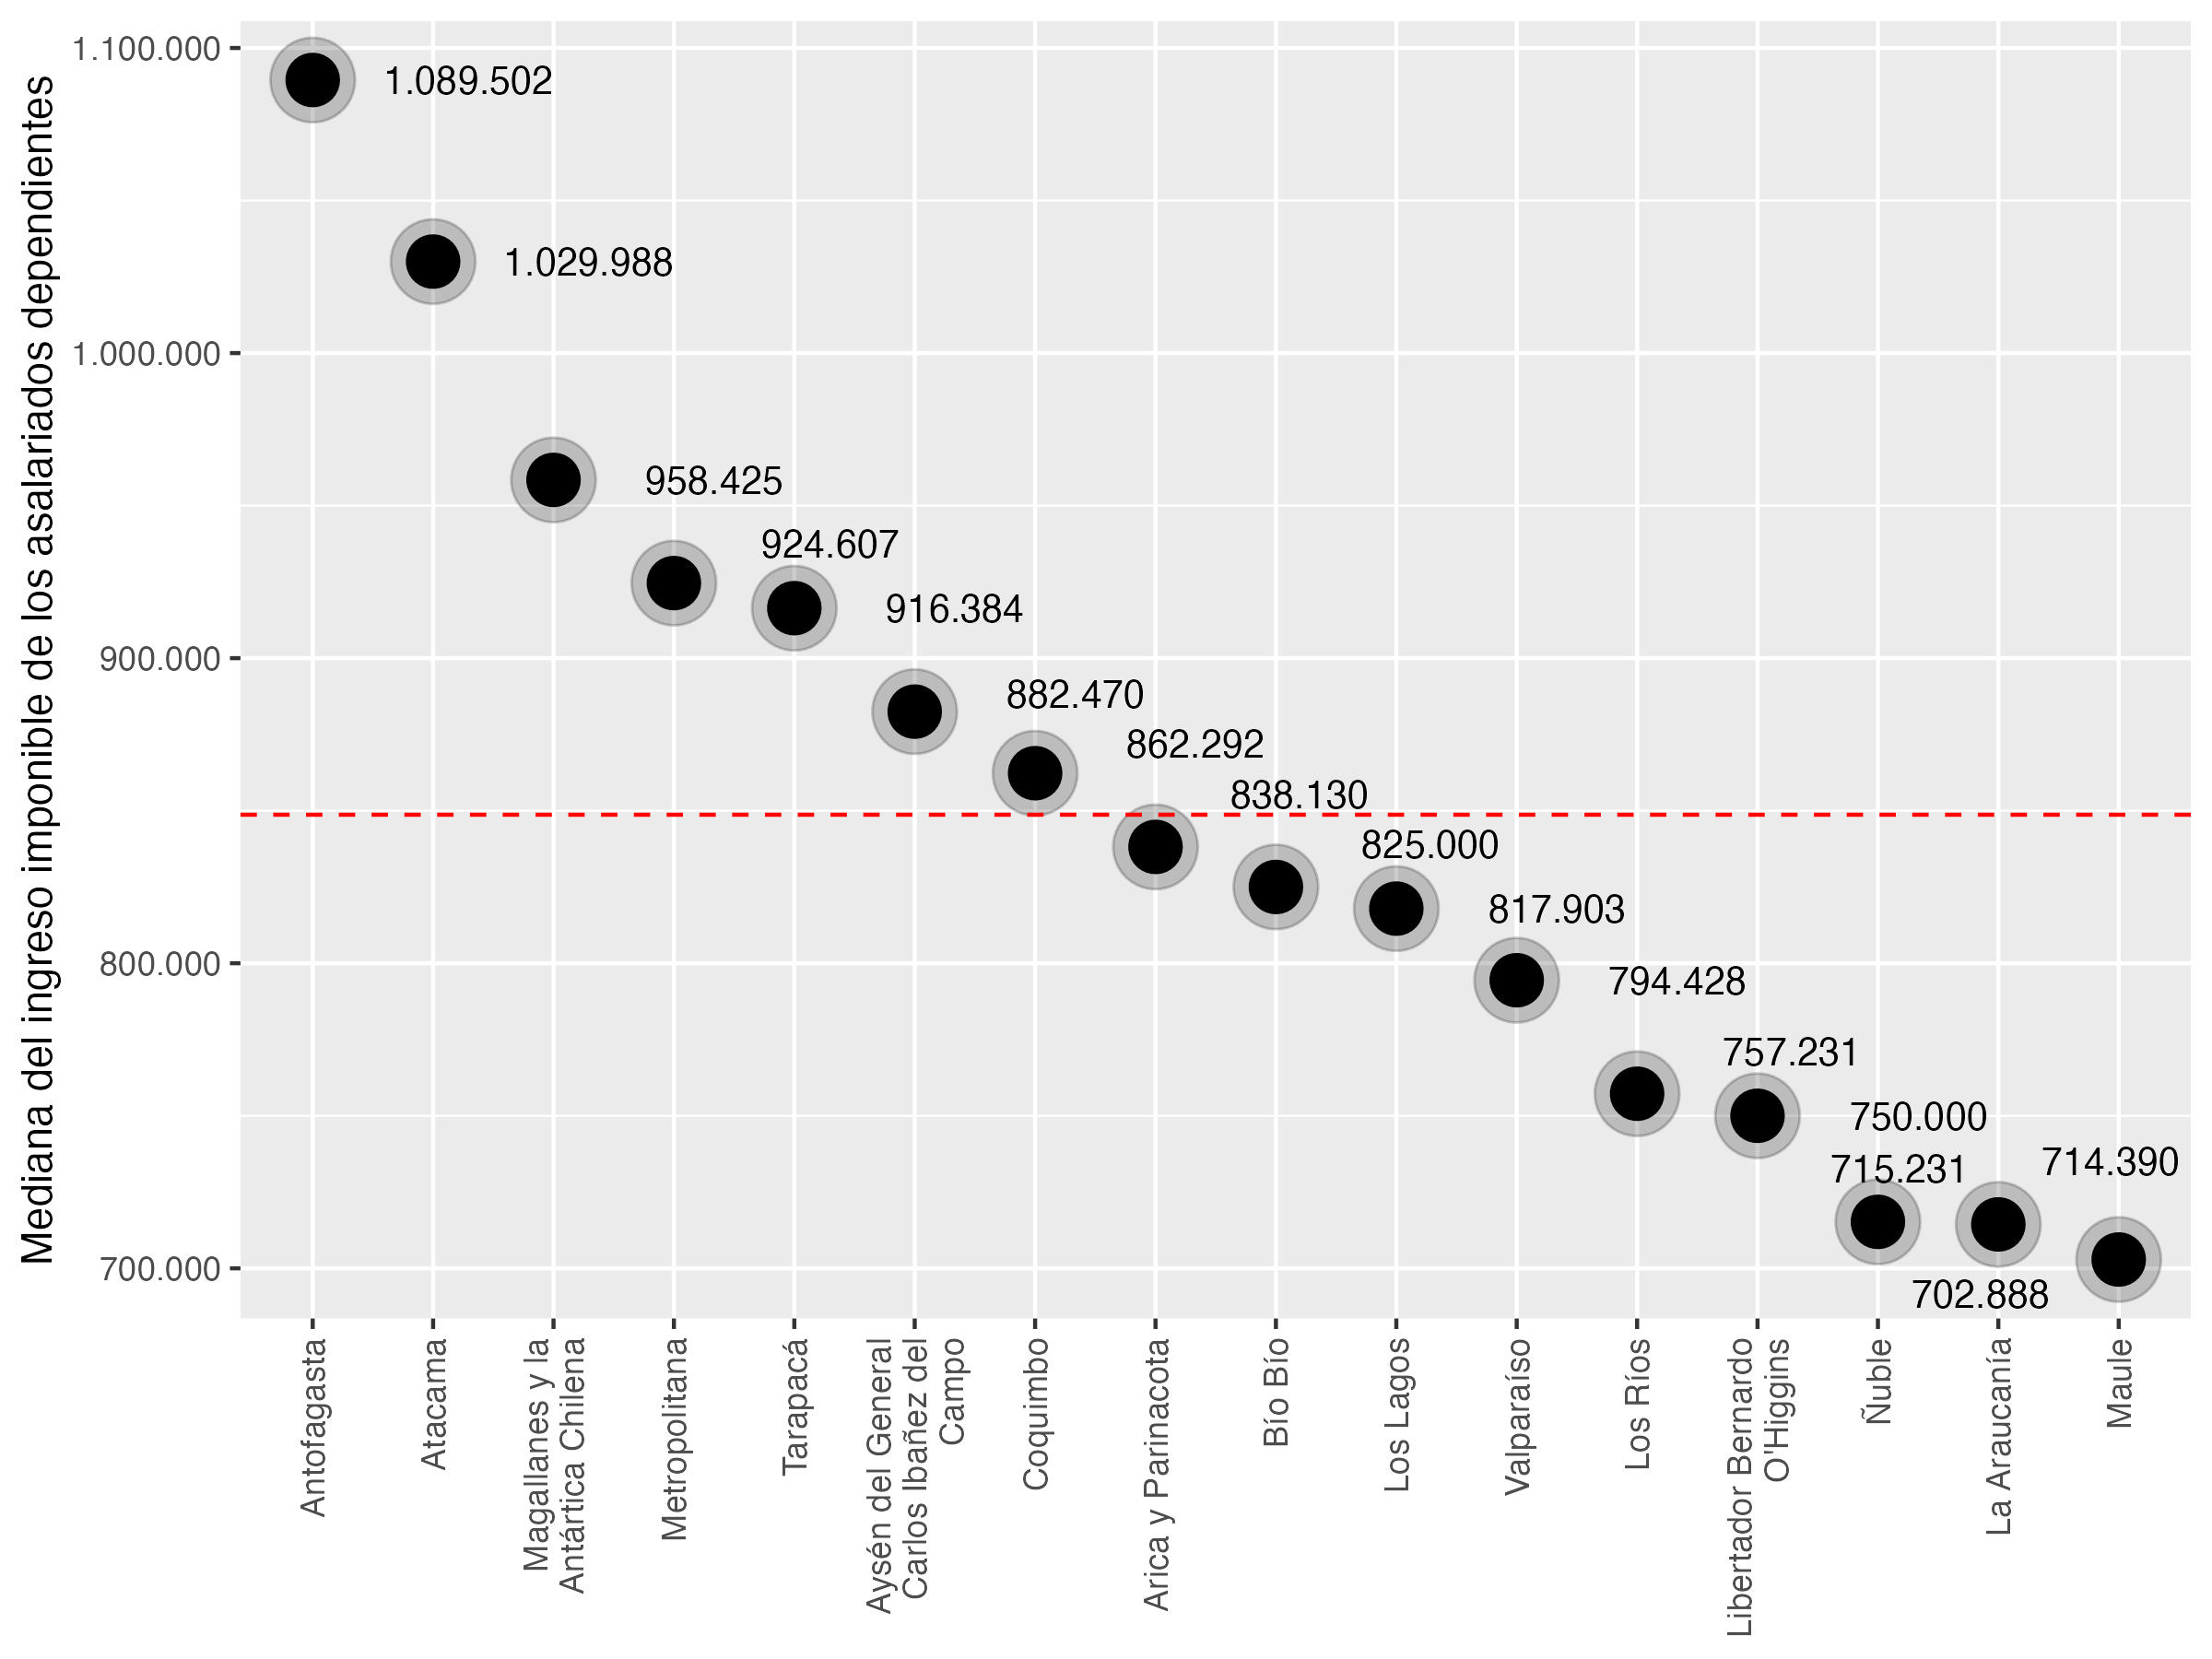 Mediana del ingreso imponible de los asalariados dependientes
1.100.000
1.000.000
900.000
800.000
700.000
1.089.502
1.029.988
958.425
924.607
916.384
882.470
862.292
838.130
825.000
817.903
794.428
757.231
750.000
715.231
714.390
702.888
Antofagasta
Atacama
Magallanes y la
Antártica Chilena
Metropolitana
Tarapacá
Aysén del General
Carlos Ibañez del
Campo
Coquimbo
Arica y Parinacota
Bío Bío
Los Lagos
Valparaíso
Los Ríos
Libertador Bernardo
O'Higgins
Ñuble
La Araucanía
Maule